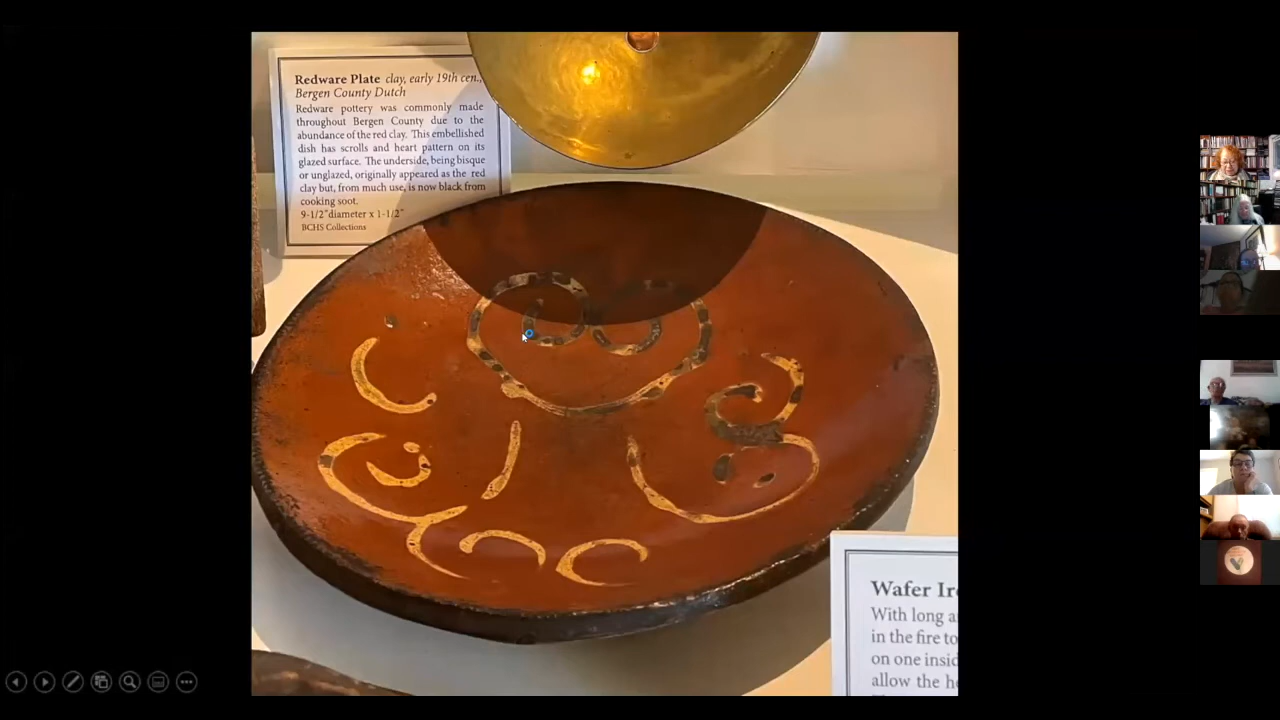 Redware Plate clay, early 19th cen.,
Bergen County Dutch
Redware pottery was commonly made
throughout Bergen County due to the
abundance of the red clay. This embellished
dish has scrolls and heart pattern on its
glazed surface. The underside, being bisque
or unglazed, originally appeared as the red
clay but, from much use, is now black from
cooking soot.
9-1/2"diameter x 1-1/2"
BCHS Collections
Wafer Ir
With long a
in the fire to
on one insid
allow the h